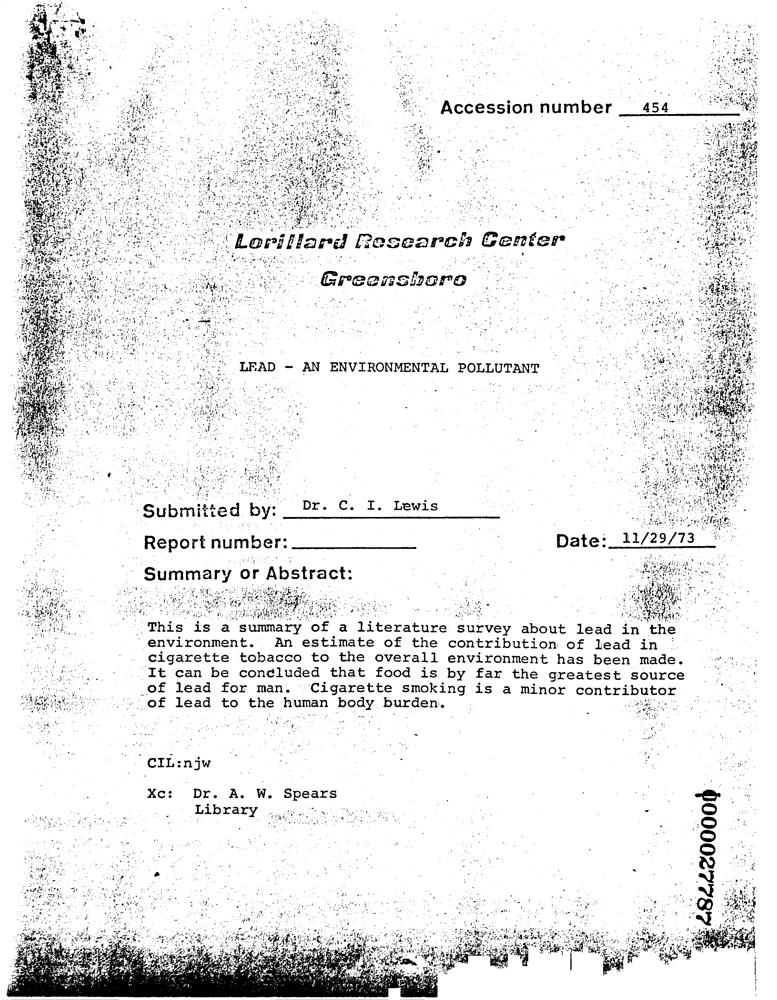 Accession number 454
Lorillard Research Center
Greensboro
LEAD - AN ENVIRONMENTAL POLLUTANT
Submitted by: Dr. C. I. Lewis
Report number:
Date: 11/29/73
Summary or Abstract:
This is a summary of a literature survey about lead in the
environment. An estimate of the contribution of lead in
cigarette tobacco to the overall environment has been made.
It can be concluded that food is by far the greatest source
of lead for man. Cigarette smoking is a minor contributor
of lead to the human body burden.
CIL:njw
Xc: Dr. A. W. Spears
Library
0000027787